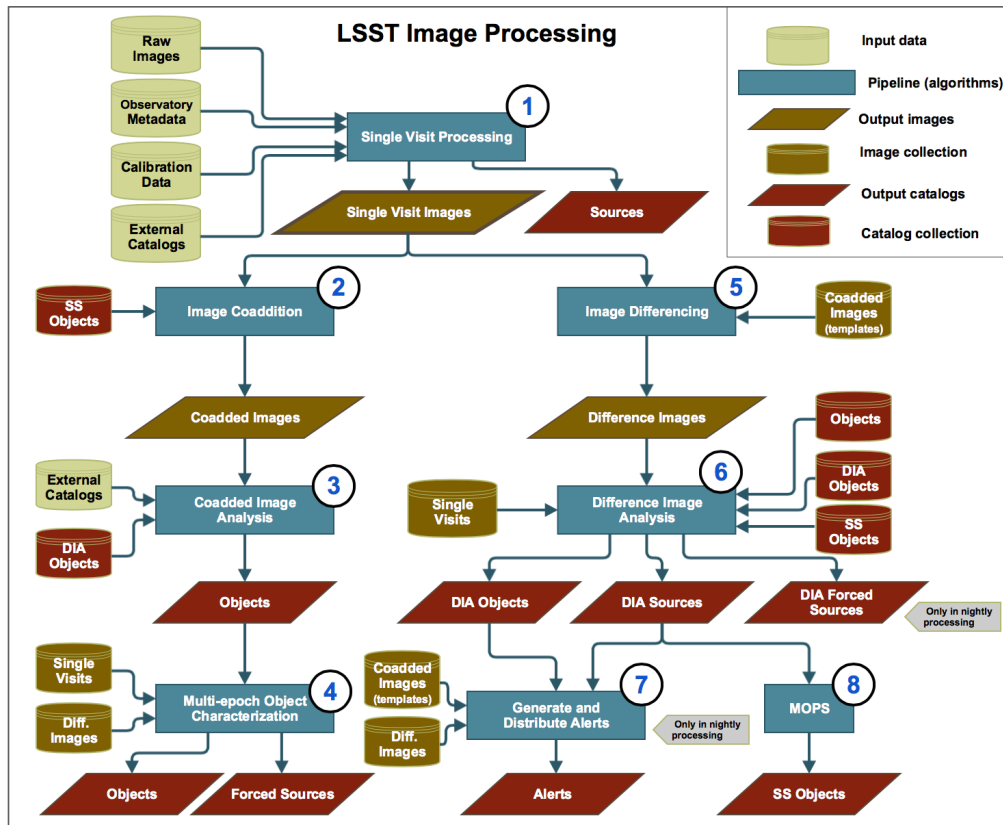 LSST Image Processing
Raw
Images
Observatory
Metadata
Calibration
Data
External
Catalogs
1
Single Visit Processing
Single Visit Images
Sources
Input data
Pipeline (algorithms)
Output images
Image collection
Output catalogs
Catalog collection
SS
Objects
2
Image Coaddition
5
Image Differencing
Coadded
Images
(templates)
Coadded Images
Difference Images
Objects
DIA
Objects
SS
Objects
External
Catalogs
DIA
Objects
3
Coadded Image
Analysis
Single
Visits
6
Difference Image
Analysis
Objects
DIA Objects
DIA Sources
DIA Forced
Sources
Only in nightly
processing
Single
Visits
Diff.
Images
4
Multi-epoch Object
Characterization
Coadded
Images
(templates)
Diff.
Images
7
Generate and
Distribute Alerts
Only in nightly
processing
8
MOPS
Objects
Forced Sources
Alerts
SS Objects